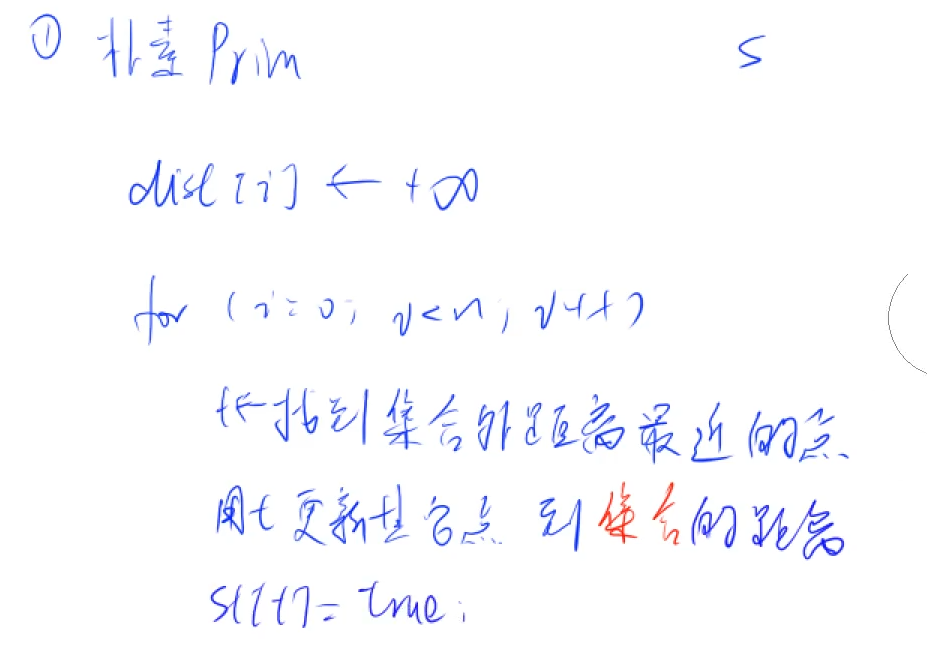 ① 朴素 Prim S
dist[i] ← +∞
for (i=0; i<n; i++)
t ← 找到集合外距离最近的点
用t更新其它点到集合的距离
st[t] = true;